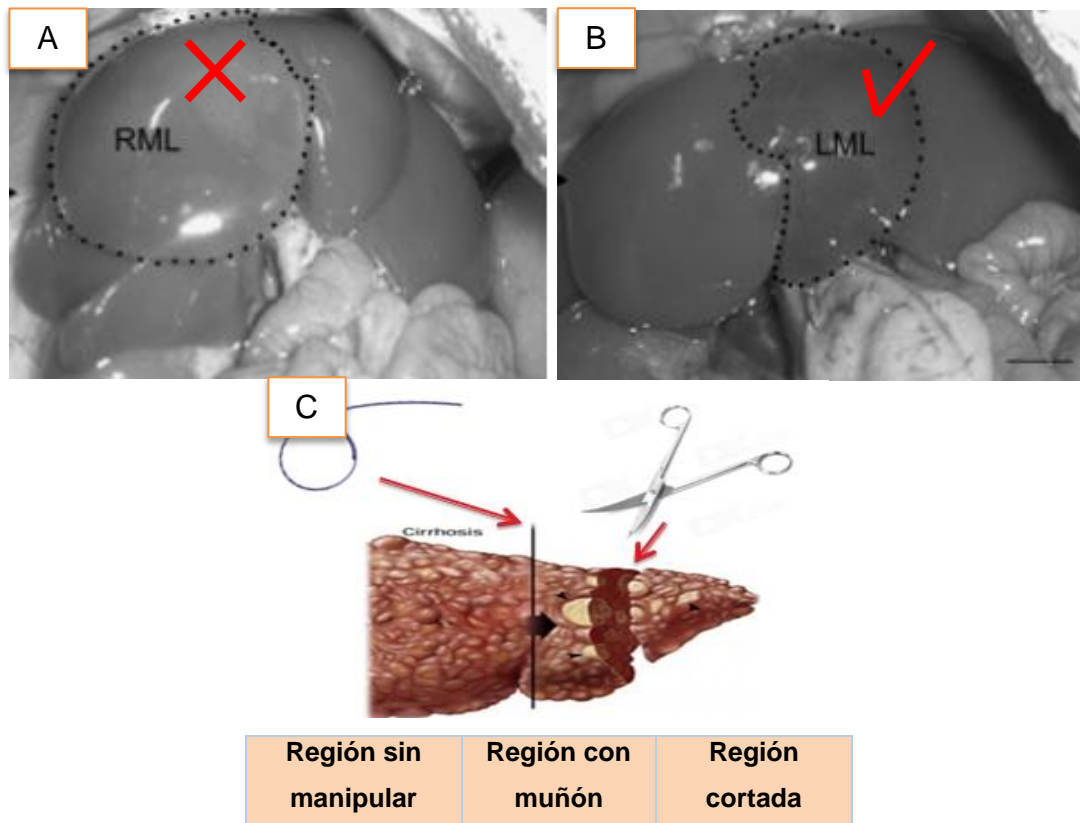 A
B
RML
LML
C
Cirrhosis
Región sin
manipular
Región con
muñón
Región
cortada